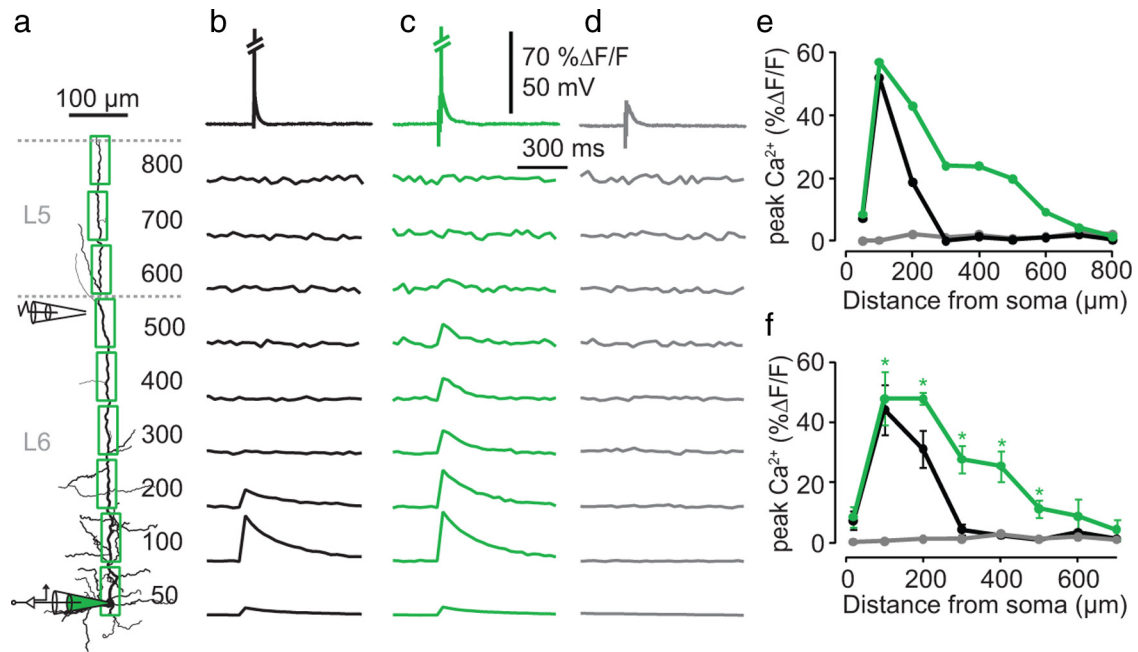 a
100 µm
L5
L6
800
700
600
500
400
300
200
100
50
b
c
70 %ΔF/F
50 mV
300 ms
d
e
peak Ca²⁺ (%ΔF/F)
60
40
20
0
0 200 400 600 800
Distance from soma (µm)
f
peak Ca²⁺ (%ΔF/F)
60
40
20
0
* * * * *
0 200 400 600
Distance from soma (µm)